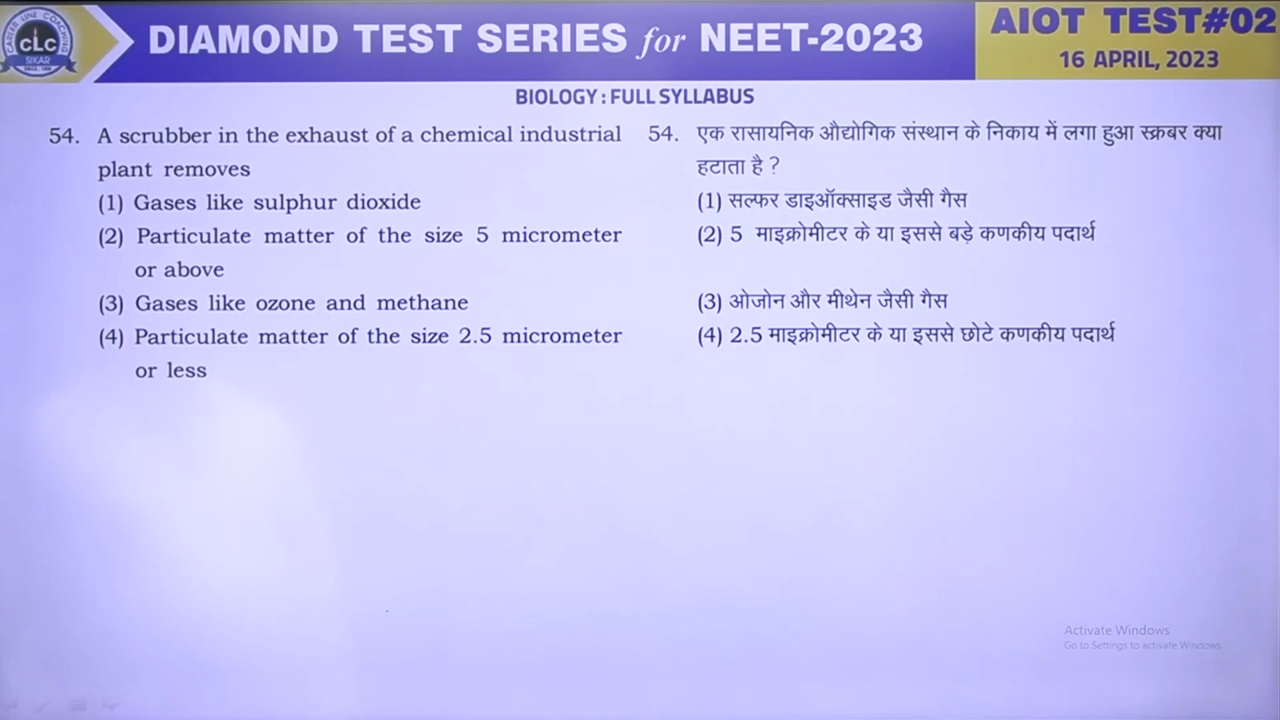 CAREER LINE COACHING
CLC
SIKAR
DIAMOND TEST SERIES for NEET-2023
AIOT TEST#02
16 APRIL, 2023
BIOLOGY : FULL SYLLABUS
54. A scrubber in the exhaust of a chemical industrial
plant removes
(1) Gases like sulphur dioxide
(2) Particulate matter of the size 5 micrometer
or above
(3) Gases like ozone and methane
(4) Particulate matter of the size 2.5 micrometer
or less
54. एक रासायनिक औद्योगिक संस्थान के निकाय में लगा हुआ स्क्रबर क्या
हटाता है ?
(1) सल्फर डाइऑक्साइड जैसी गैस
(2) 5 माइक्रोमीटर के या इससे बड़े कणकीय पदार्थ
(3) ओजोन और मीथेन जैसी गैस
(4) 2.5 माइक्रोमीटर के या इससे छोटे कणकीय पदार्थ
Activate Windows
Go to Settings to activate Windows.